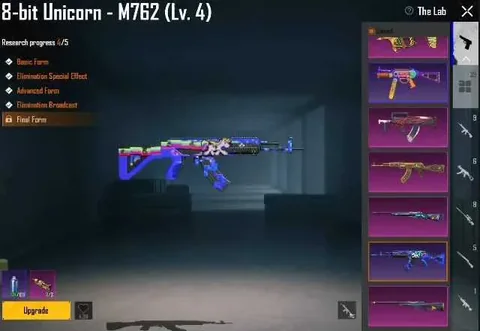 8-bit Unicorn - M762 (Lv. 4)
The Lab
Research progress 4/5
Basic Form
Elimination Special Effect
Advanced Form
Elimination Broadcast
Final Form
Upgrade